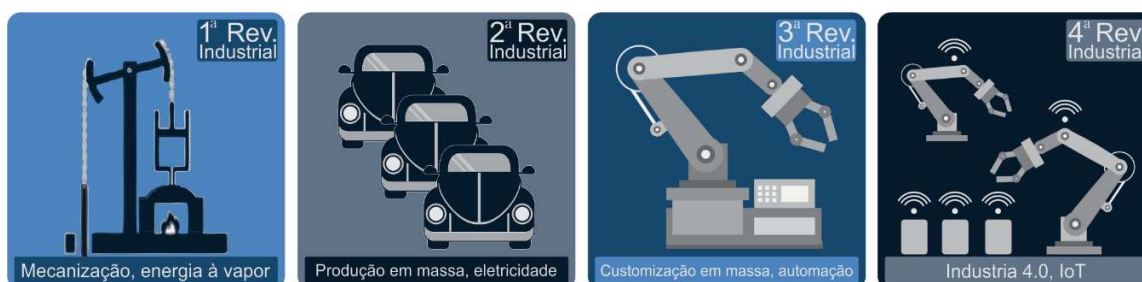 1ª Rev.
Industrial
Mecanização, energia à vapor
2ª Rev.
Industrial
Produção em massa, eletricidade
3ª Rev.
Industrial
Customização em massa, automação
4ª Rev
Industrial
Industria 4.0, IoT